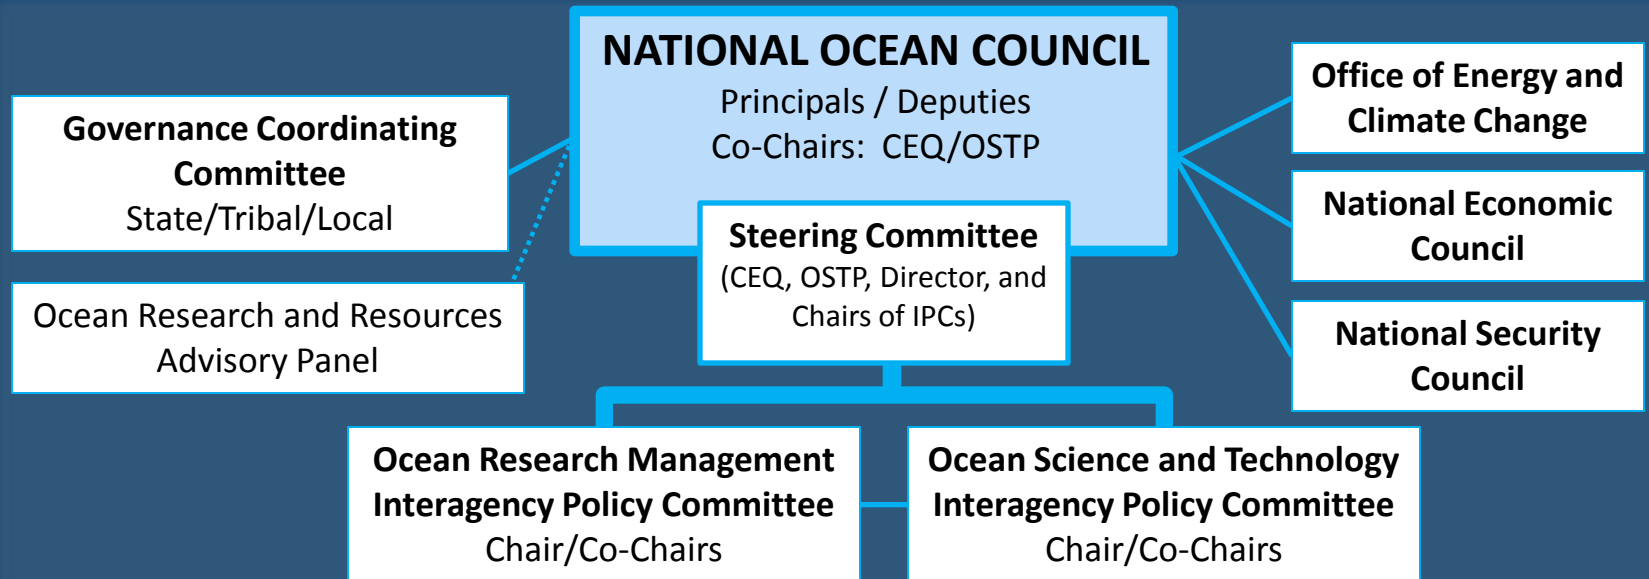 NATIONAL OCEAN COUNCIL
Principals / Deputies
Co-Chairs: CEQ/OSTP
Steering Committee
(CEQ, OSTP, Director, and
Chairs of IPCs)
Governance Coordinating
Committee
State/Tribal/Local
Ocean Research and Resources
Advisory Panel
Office of Energy and
Climate Change
National Economic
Council
National Security
Council
Ocean Research Management
Interagency Policy Committee
Chair/Co-Chairs
Ocean Science and Technology
Interagency Policy Committee
Chair/Co-Chairs